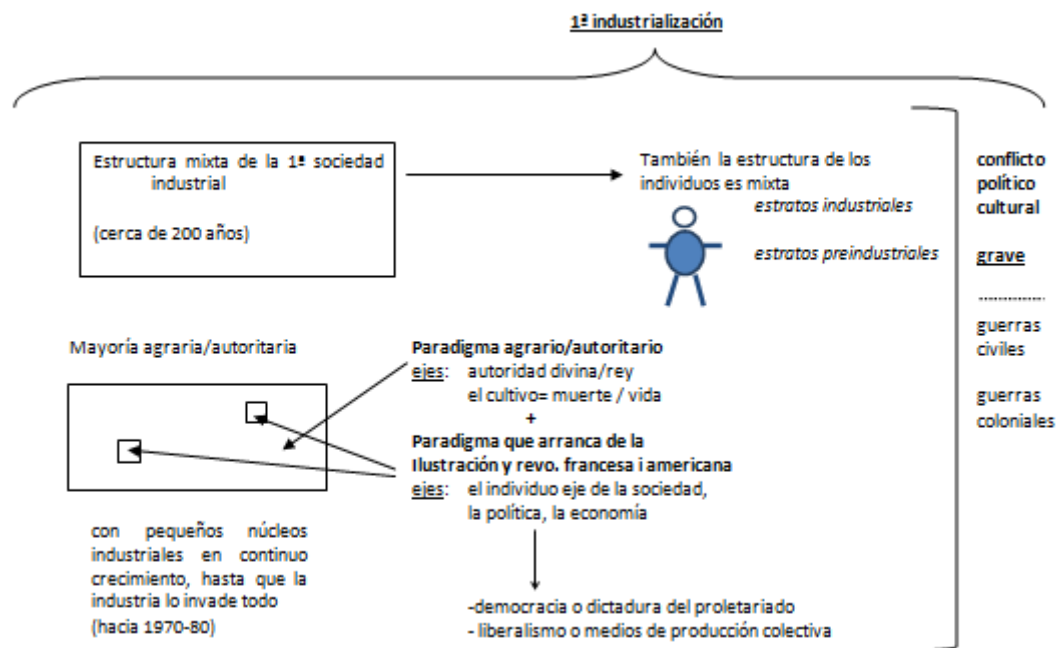 1ª industrialización
Estructura mixta de la 1ª sociedad
industrial
(cerca de 200 años)
También la estructura de los
individuos es mixta
estratos industriales
estratos preindustriales
conflicto
político
cultural
grave
....................
guerras
civiles
guerras
coloniales
Mayoría agraria/autoritaria
con pequeños núcleos
industriales en continuo
crecimiento, hasta que la
industria lo invade todo
(hacia 1970-80)
Paradigma agrario/autoritario
ejes: autoridad divina/rey
el cultivo= muerte / vida
+
Paradigma que arranca de la
Ilustración y revo. francesa i americana
ejes: el individuo eje de la sociedad,
la política, la economía
-democracia o dictadura del proletariado
- liberalismo o medios de producción colectiva